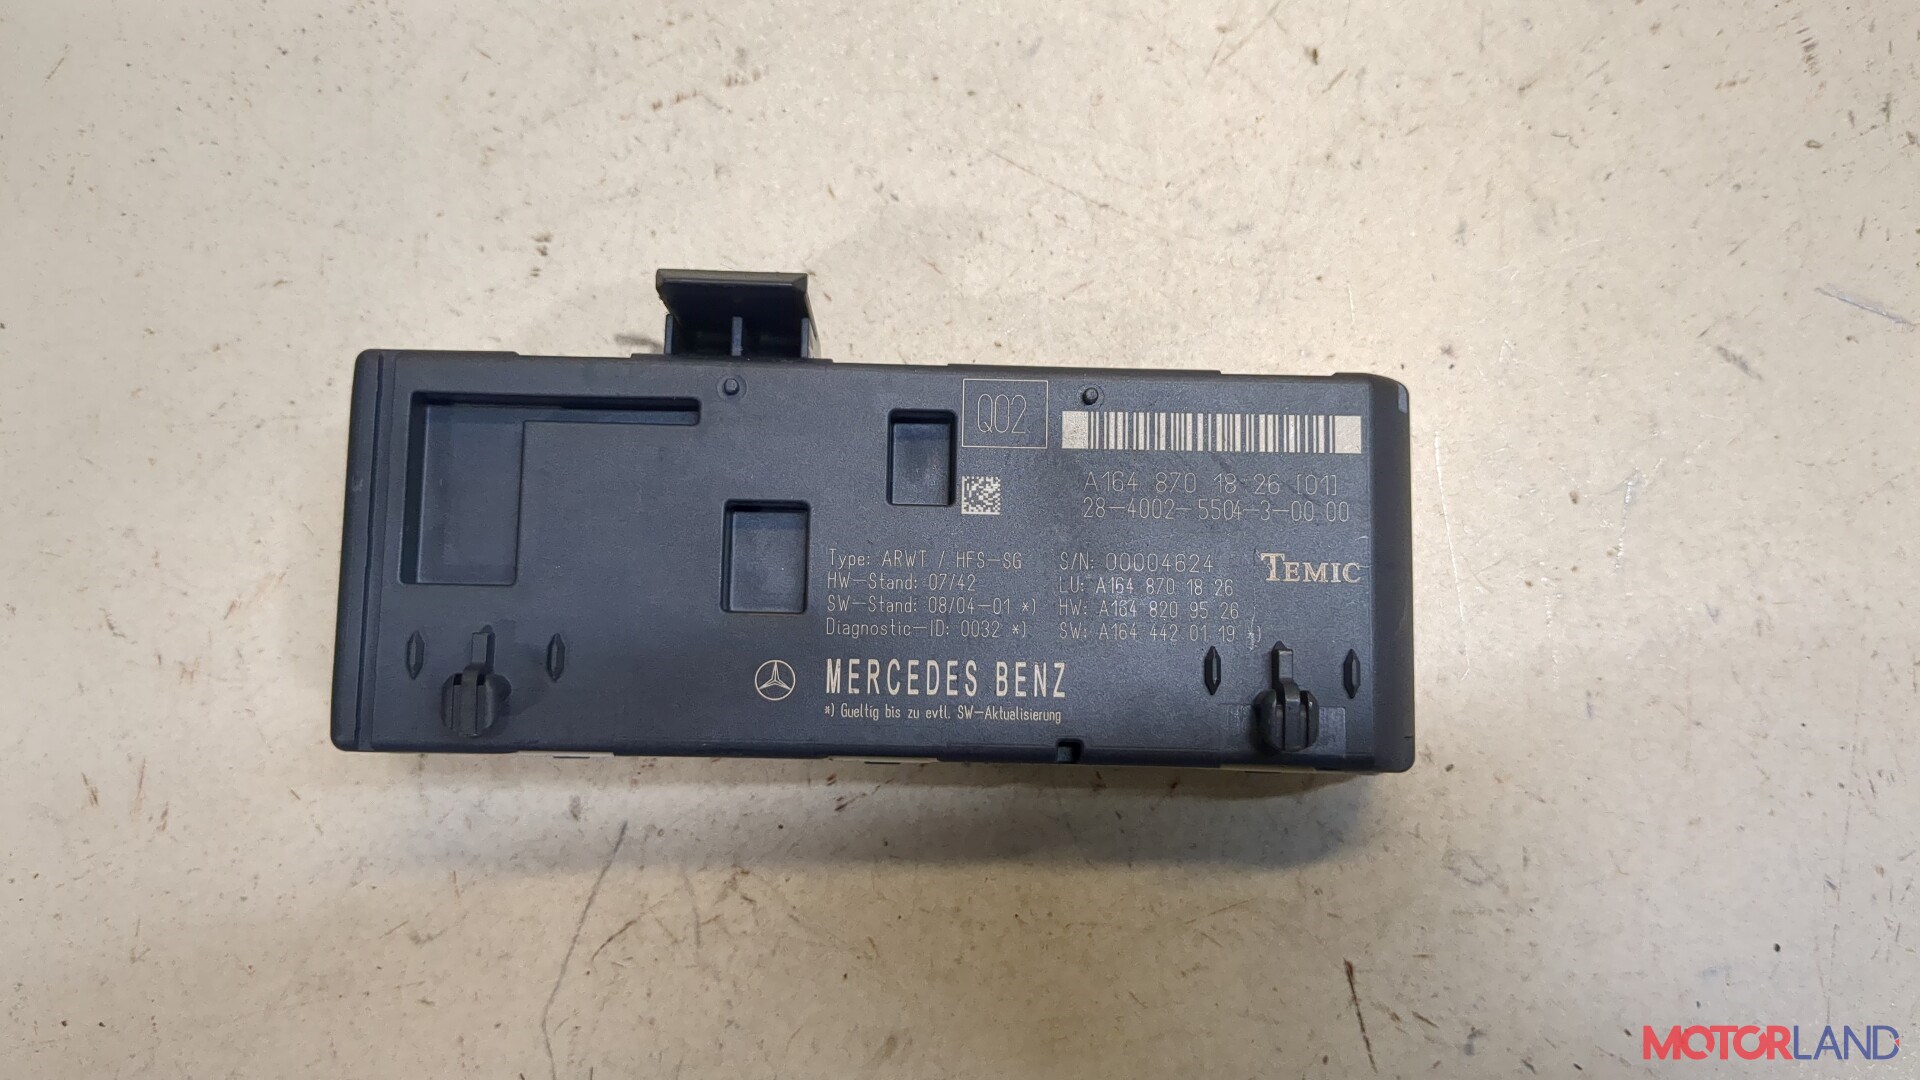 Q02
A164 870 18 26 [01]
28-4002-5504-3-00 00
Type: ARWT / HFS-SG
HW-Stand: 07/42
SW-Stand: 08/04-01 *)
Diagnostic-ID: 0032 *)
S/N: 00004624
LU: A164 870 18 26
HW: A164 820 95 26
SW: A164 442 01 19 *)
TEMIC
MERCEDES BENZ
*) Gueltig bis zu evtl. SW-Aktualisierung
MOTORLAND